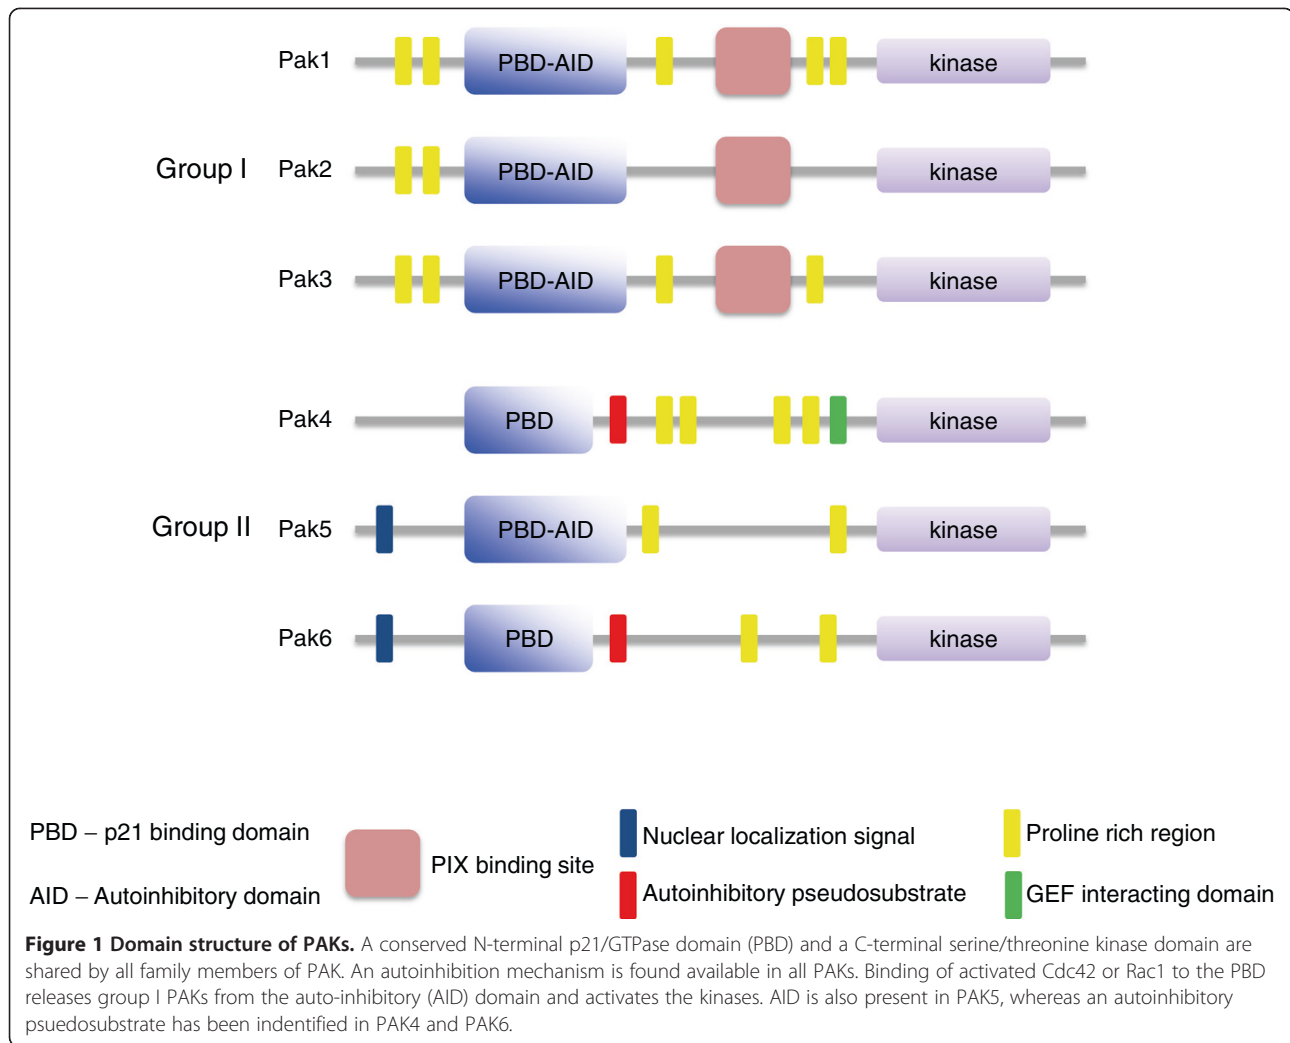 Pak1 PBD-AID kinase
Group I Pak2 PBD-AID kinase
Pak3 PBD-AID kinase
Pak4 PBD kinase
Group II Pak5 PBD-AID kinase
Pak6 PBD kinase
PBD – p21 binding domain
AID – Autoinhibitory domain
PIX binding site
Nuclear localization signal
Autoinhibitory pseudosubstrate
Proline rich region
GEF interacting domain
Figure 1 Domain structure of PAKs. A conserved N-terminal p21/GTPase domain (PBD) and a C-terminal serine/threonine kinase domain are
shared by all family members of PAK. An autoinhibition mechanism is found available in all PAKs. Binding of activated Cdc42 or Rac1 to the PBD
releases group I PAKs from the auto-inhibitory (AID) domain and activates the kinases. AID is also present in PAK5, whereas an autoinhibitory
psuedosubstrate has been indentified in PAK4 and PAK6.